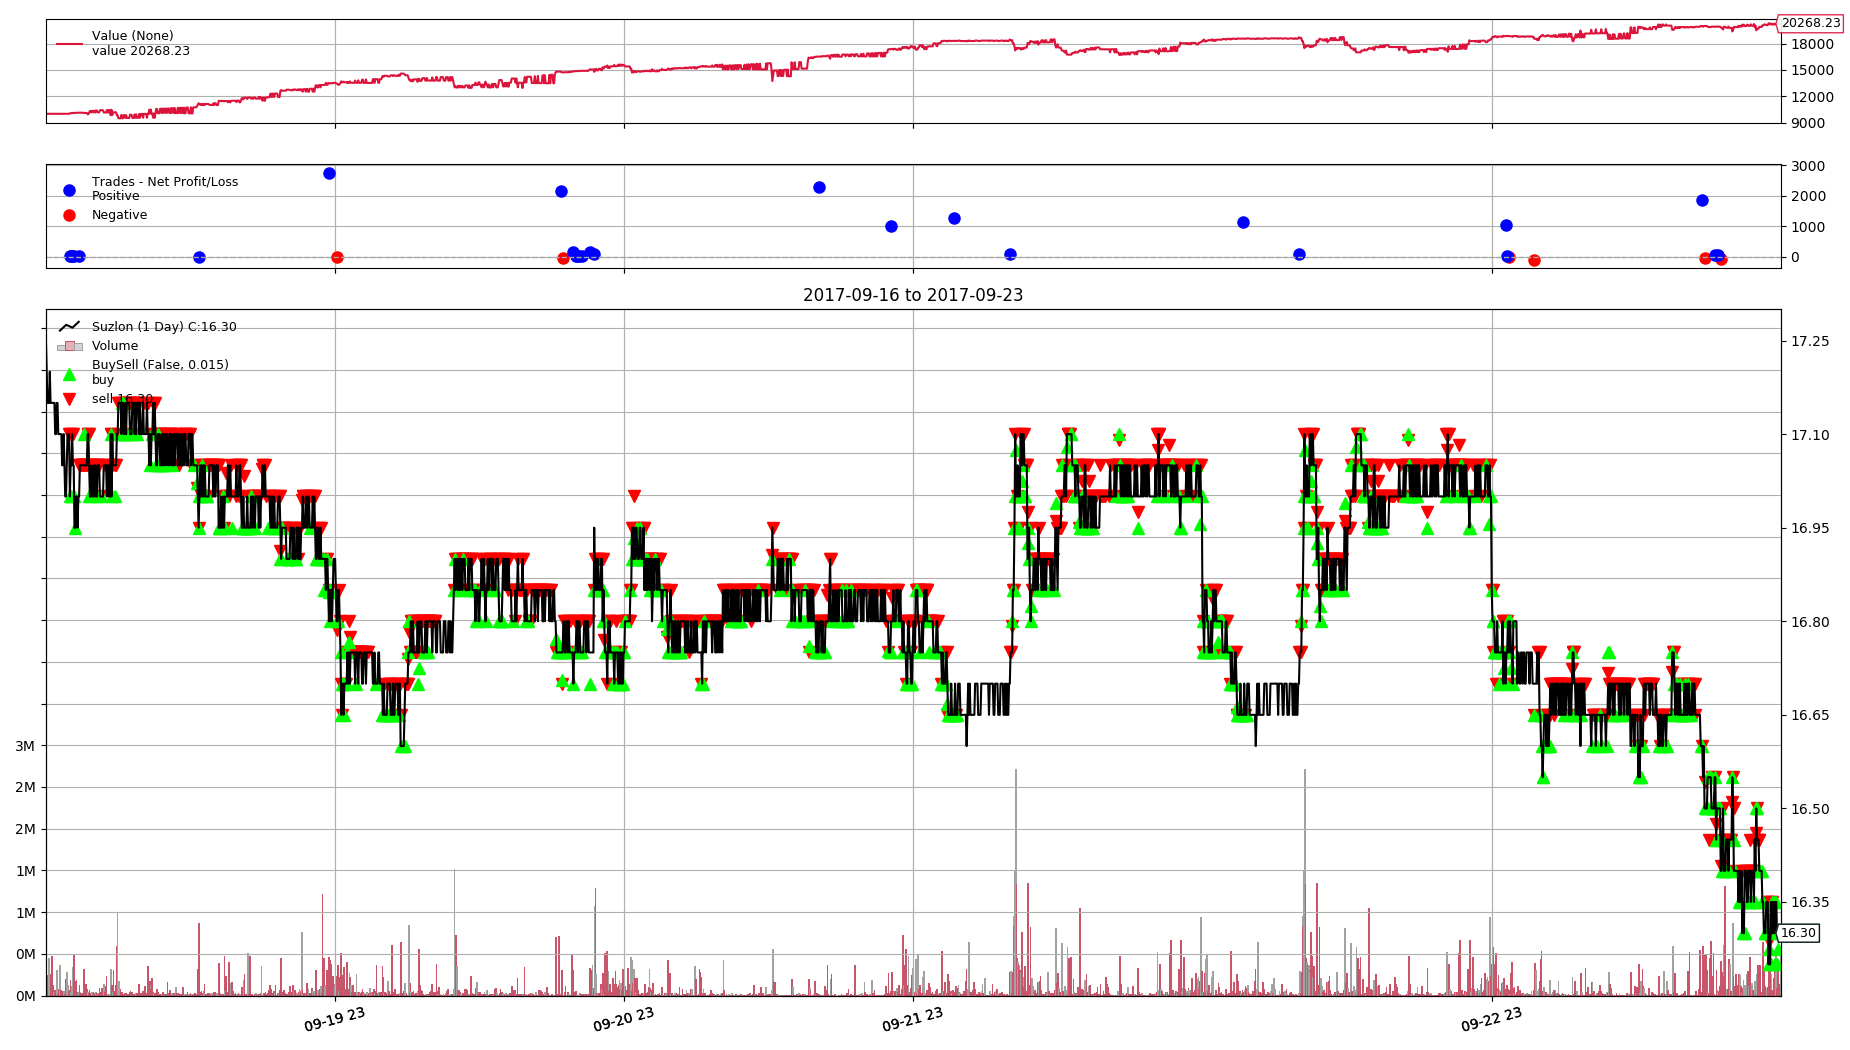 Value (None)
value 20268.23
20268.23
18000
15000
12000
9000
Trades - Net Profit/Loss
Positive
Negative
3000
2000
1000
0
2017-09-16 to 2017-09-23
Suzlon (1 Day) C:16.30
Volume
BuySell (False, 0.015)
buy
sell 16.30
17.25
17.10
16.95
16.80
16.65
16.50
16.35
16.30
3M
2M
2M
1M
1M
0M
0M
09-19 23
09-20 23
09-21 23
09-22 23